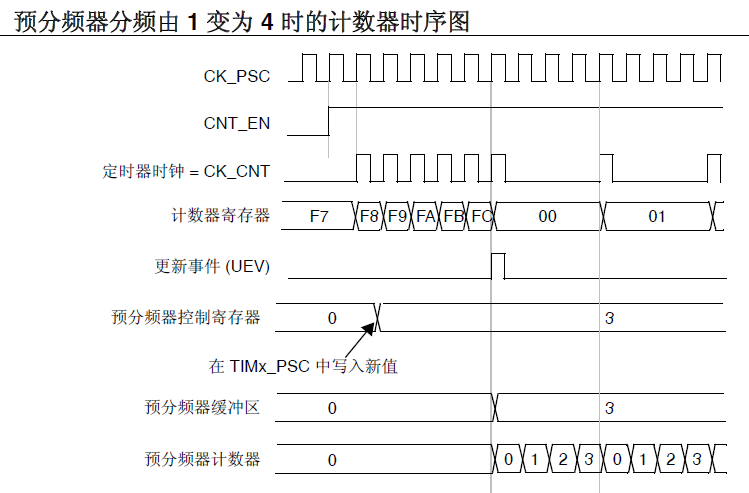 预分频器分频由 1 变为 4 时的计数器时序图
CK_PSC
CNT_EN
定时器时钟 = CK_CNT
计数器寄存器 F7 F8 F9 FA FB FC 00 01
更新事件 (UEV)
预分频器控制寄存器 0 3
在 TIMx_PSC 中写入新值
预分频器缓冲区 0 3
预分频器计数器 0 0 1 2 3 0 1 2 3